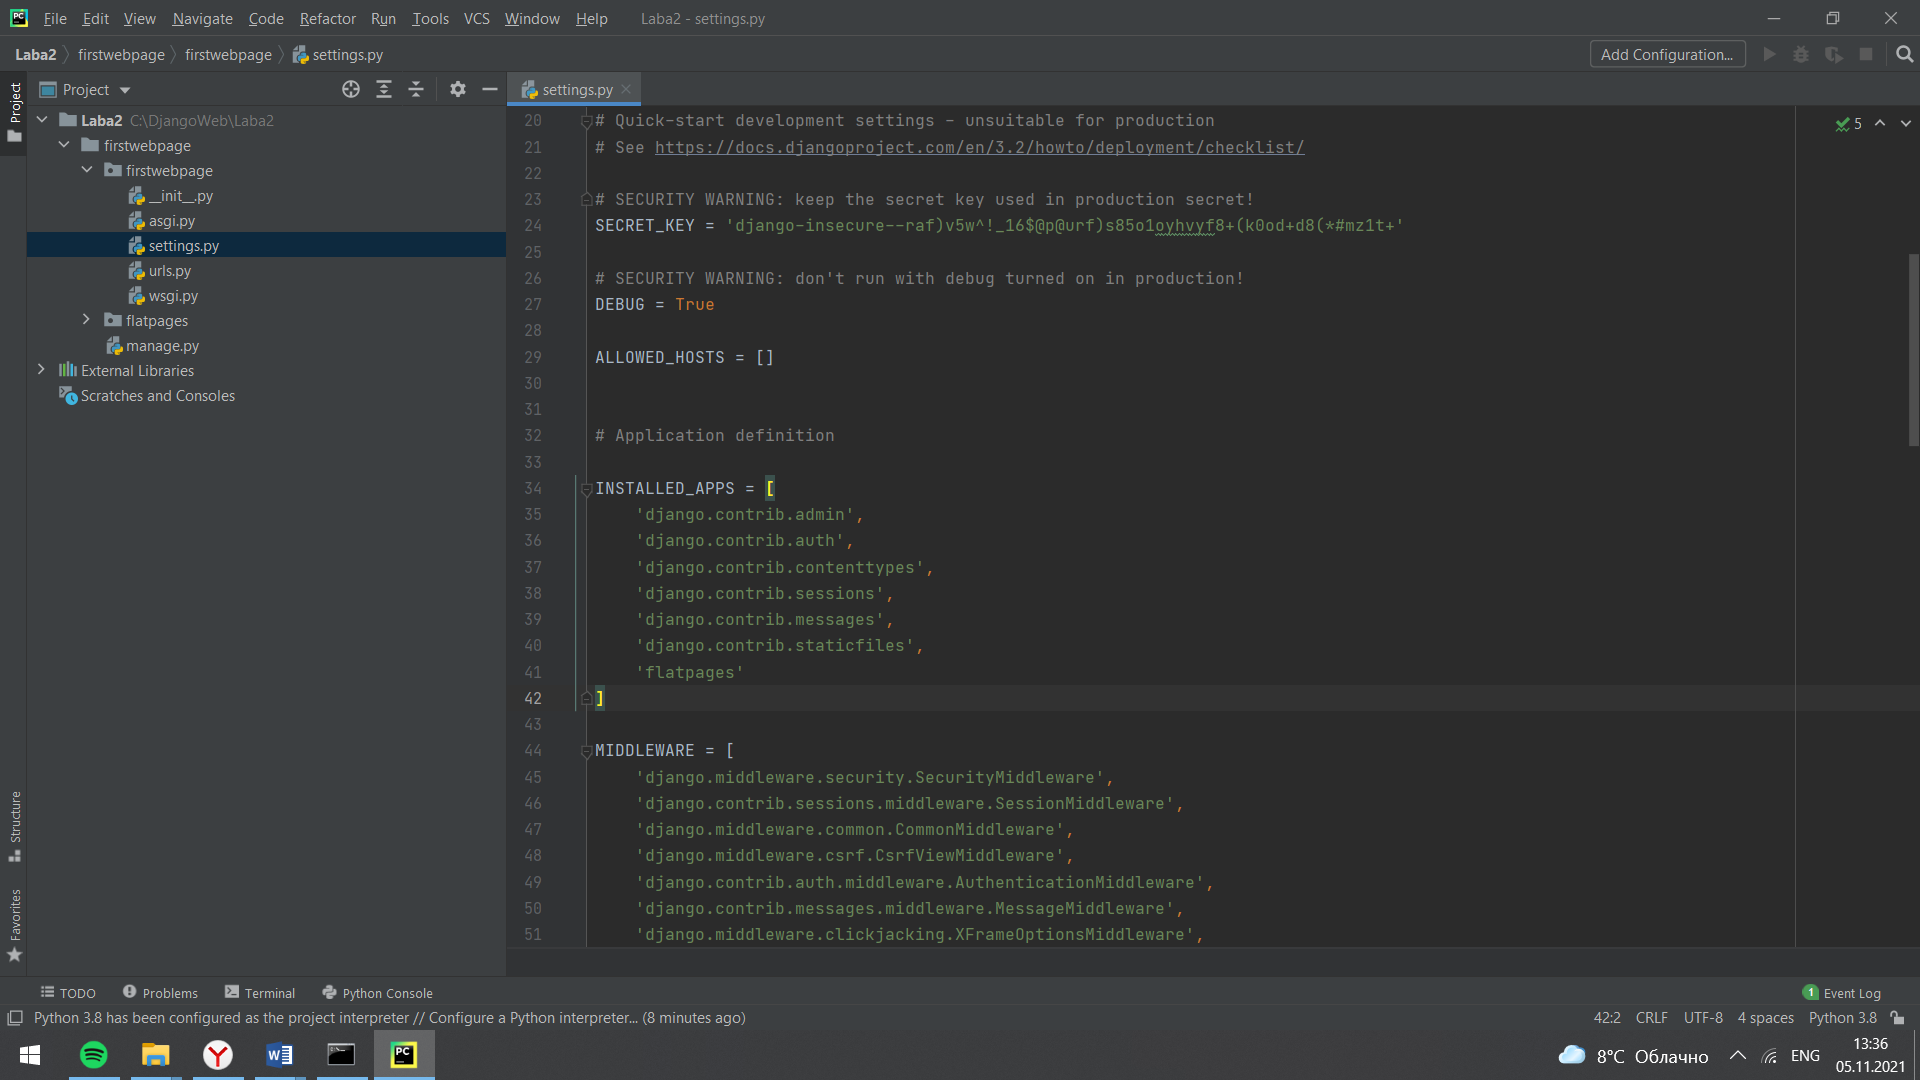 File Edit View Navigate Code Refactor Run Tools VCS Window Help Laba2 - settings.py
Laba2 firstwebpage firstwebpage settings.py Add Configuration...
Project
Project
settings.py
Laba2 C:\DjangoWeb\Laba2
firstwebpage
firstwebpage
__init__.py
asgi.py
settings.py
urls.py
wsgi.py
flatpages
manage.py
External Libraries
Scratches and Consoles
Structure
Favorites
5
20 # Quick-start development settings - unsuitable for production
21 # See https://docs.djangoproject.com/en/3.2/howto/deployment/checklist/
22
23 # SECURITY WARNING: keep the secret key used in production secret!
24 SECRET_KEY = 'django-insecure--raf)v5w^!_16$@p@urf)s85o1oyhvyf8+(k0od+d8(*#mz1t+'
25
26 # SECURITY WARNING: don't run with debug turned on in production!
27 DEBUG = True
28
29 ALLOWED_HOSTS = []
30
31
32 # Application definition
33
34 INSTALLED_APPS = [
35 'django.contrib.admin',
36 'django.contrib.auth',
37 'django.contrib.contenttypes',
38 'django.contrib.sessions',
39 'django.contrib.messages',
40 'django.contrib.staticfiles',
41 'flatpages'
42 ]
43
44 MIDDLEWARE = [
45 'django.middleware.security.SecurityMiddleware',
46 'django.contrib.sessions.middleware.SessionMiddleware',
47 'django.middleware.common.CommonMiddleware',
48 'django.middleware.csrf.CsrfViewMiddleware',
49 'django.contrib.auth.middleware.AuthenticationMiddleware',
50 'django.contrib.messages.middleware.MessageMiddleware',
51 'django.middleware.clickjacking.XFrameOptionsMiddleware',
TODO Problems Terminal Python Console 1 Event Log
Python 3.8 has been configured as the project interpreter // Configure a Python interpreter... (8 minutes ago) 42:2 CRLF UTF-8 4 spaces Python 3.8
8°C Облачно ENG 13:36
05.11.2021